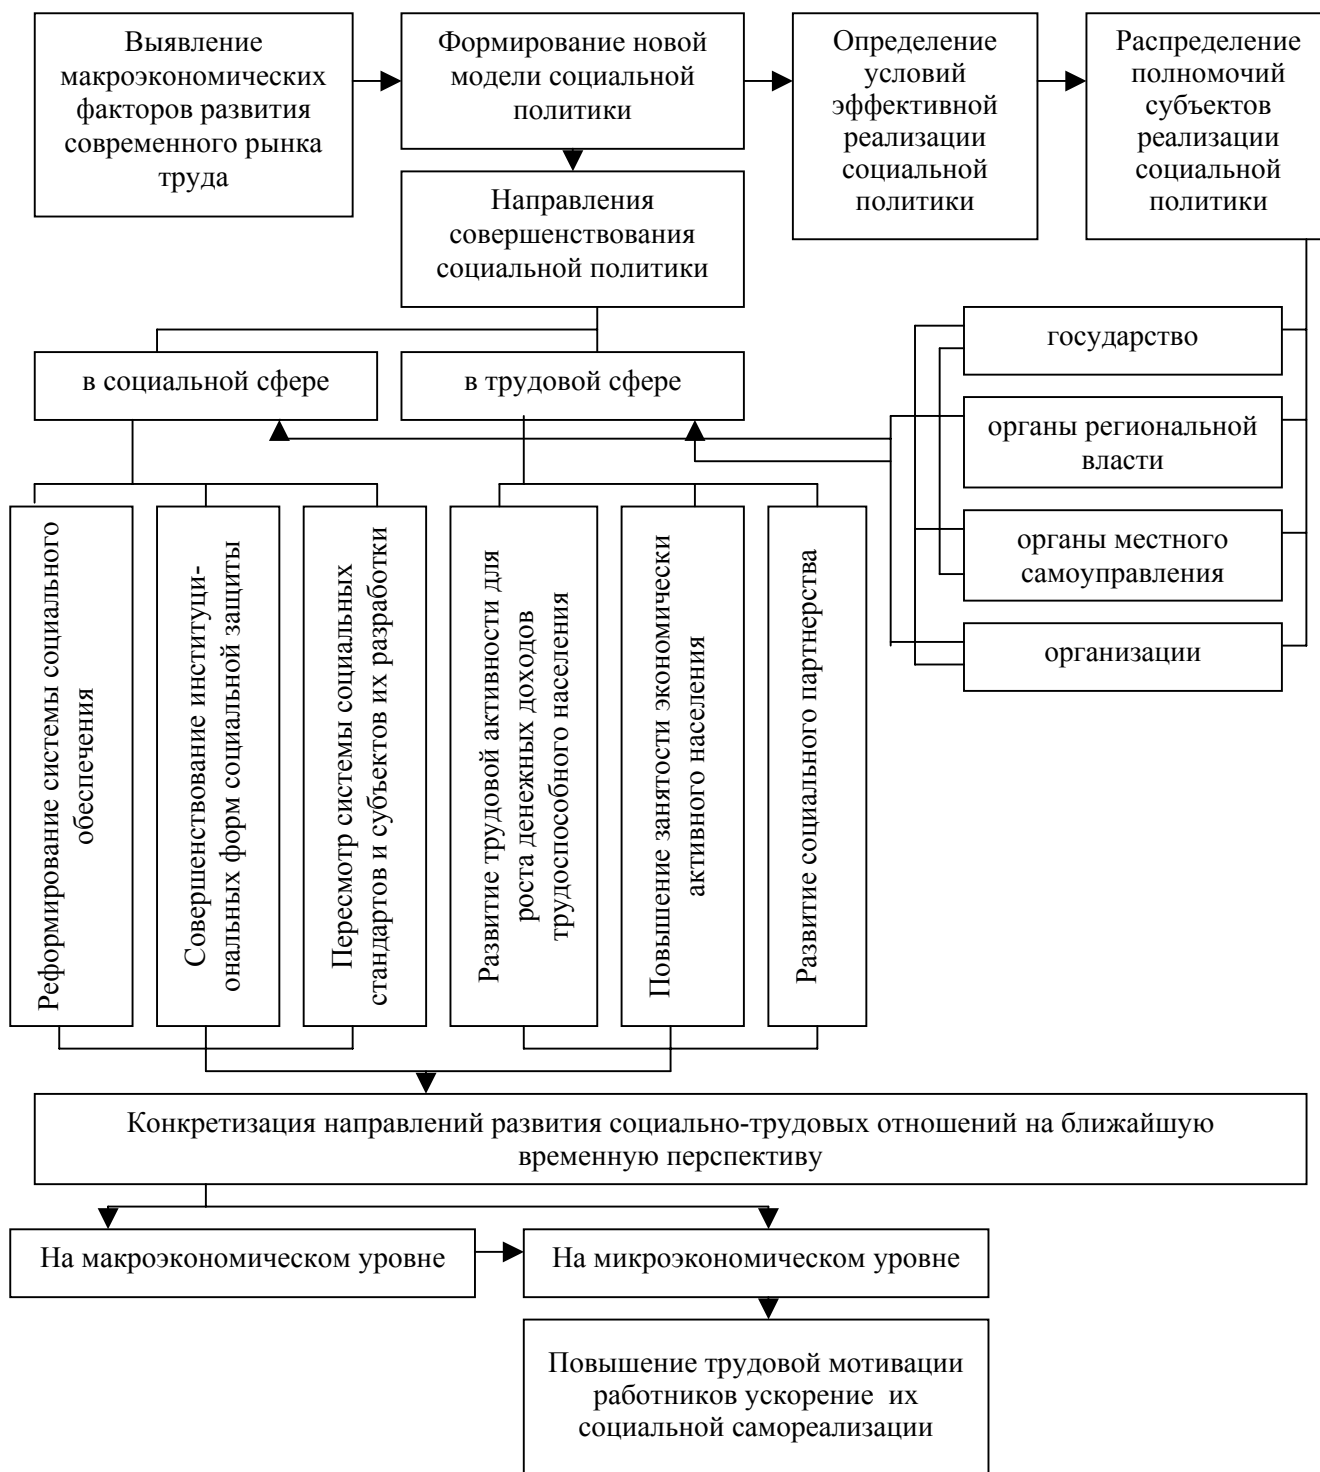 Выявление
макроэкономических
факторов развития
современного рынка
труда
Формирование новой
модели социальной
политики
Определение
условий
эффективной
реализации
социальной
политики
Распределение
полномочий
субъектов
реализации
социальной
политики
Направления
совершенствования
социальной политики
в социальной сфере
в трудовой сфере
государство
органы региональной
власти
органы местного
самоуправления
организации
Реформирование системы социального
обеспечения
Совершенствование институци-
ональных форм социальной защиты
Пересмотр системы социальных
стандартов и субъектов их разработки
Развитие трудовой активности для
роста денежных доходов
трудоспособного населения
Повышение занятости экономически
активного населения
Развитие социального партнерства
Конкретизация направлений развития социально-трудовых отношений на ближайшую
временную перспективу
На макроэкономическом уровне
На микроэкономическом уровне
Повышение трудовой мотивации
работников ускорение  их
социальной самореализации